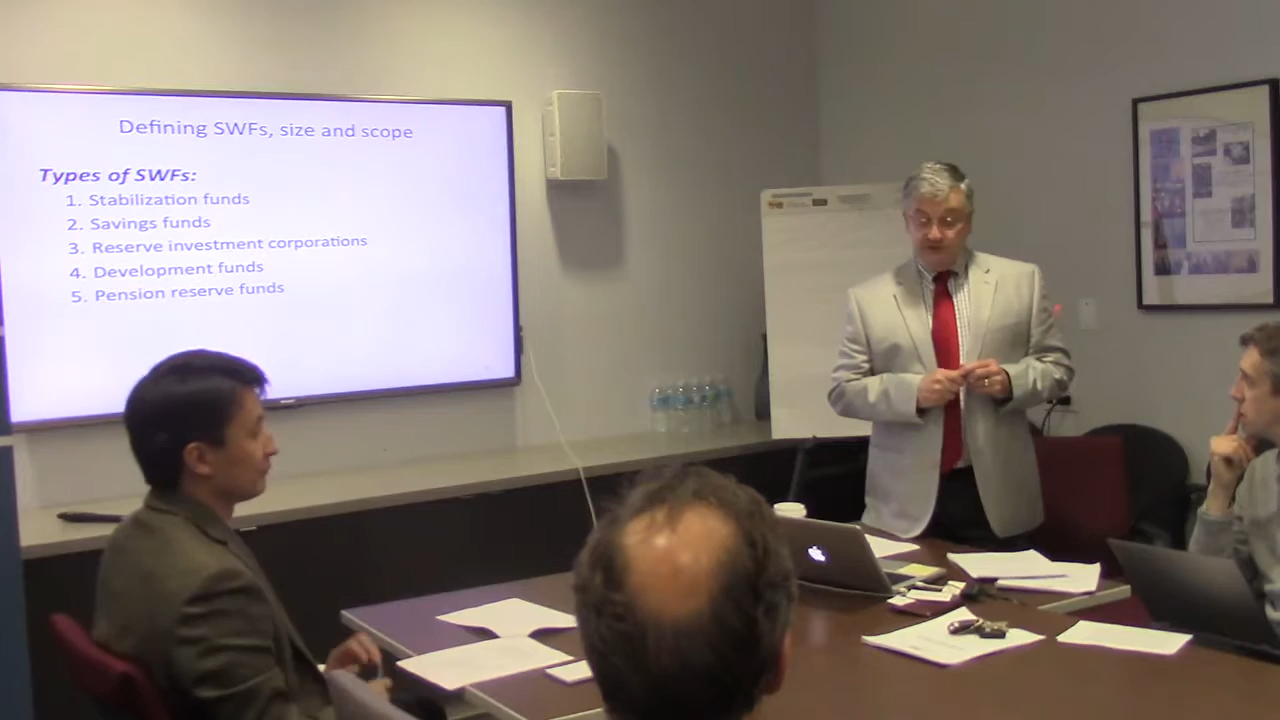 Defining SWFs, size and scope
Types of SWFs:
1. Stabilization funds
2. Savings funds
3. Reserve investment corporations
4. Development funds
5. Pension reserve funds